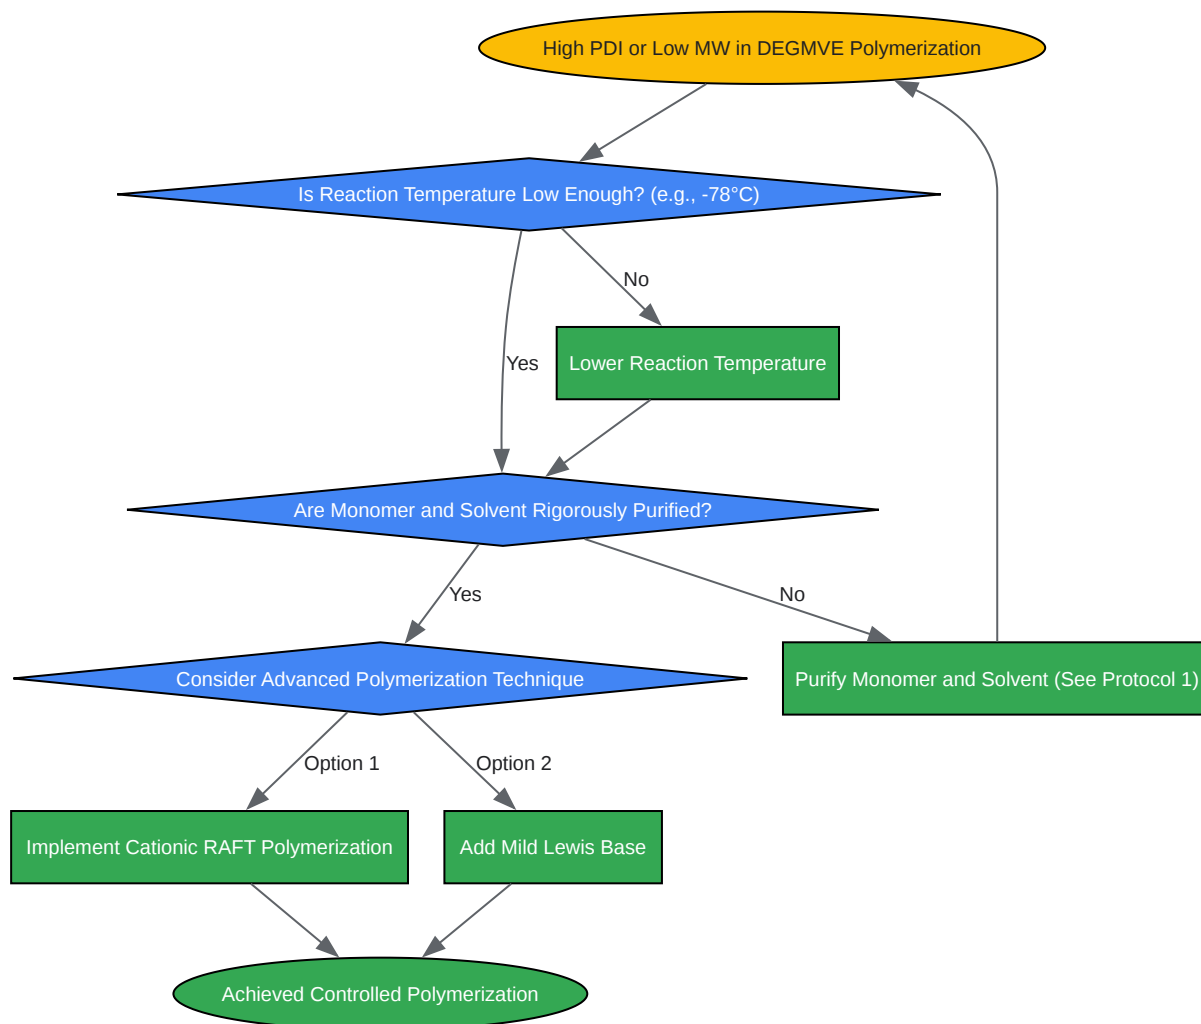 High PDI or Low MW in DEGMVE Polymerization
Is Reaction Temperature Low Enough? (e.g., -78°C)
No
Yes
Lower Reaction Temperature
Are Monomer and Solvent Rigorously Purified?
Yes
No
Consider Advanced Polymerization Technique
Purify Monomer and Solvent (See Protocol 1)
Option 1
Option 2
Implement Cationic RAFT Polymerization
Add Mild Lewis Base
Achieved Controlled Polymerization